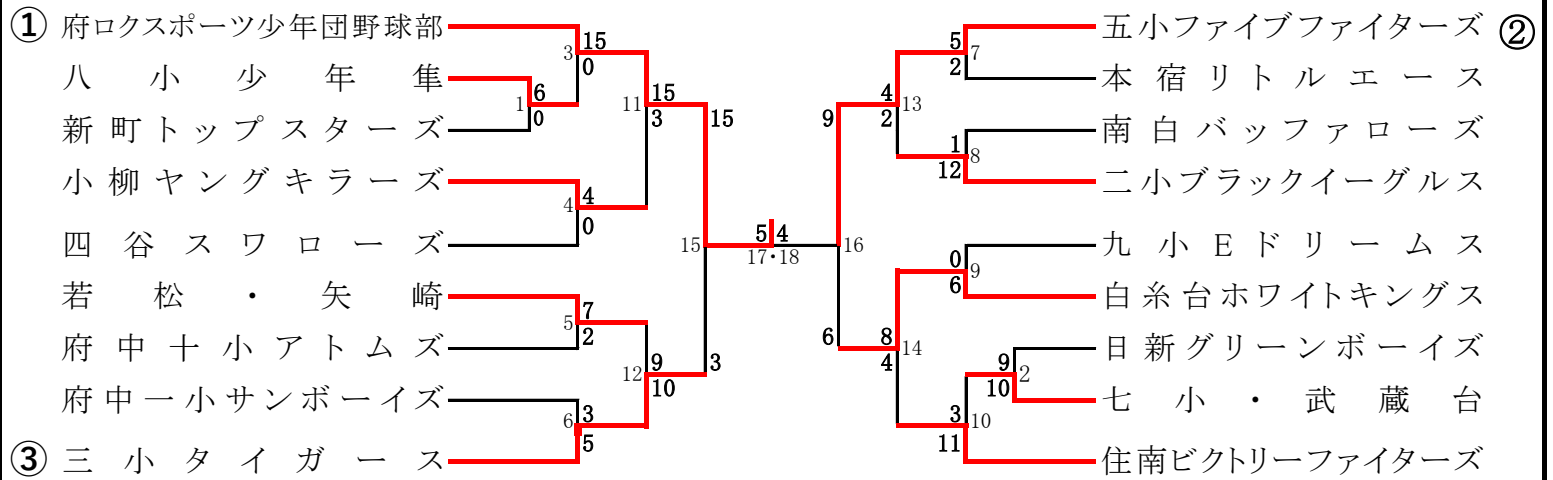 ① 府ロクスポーツ少年団野球部
八小少年隼
新町トップスターズ
小柳ヤングキラーズ
四谷スワローズ
若松・矢崎
府中十小アトムズ
府中一小サンボーイズ
③ 三小タイガース
3 15
0
1 6
0
4 4
0
5 7
2
6 3
5
11 15
3
12 9
10
15 15
3
5 4
17・18
9 16
6
4 13
2
8 14
4
5 7
2
1 8
12
0 9
6
9 2
10
3 10
11
五小ファイブファイターズ ②
本宿リトルエース
南白バッファローズ
二小ブラックイーグルス
九小Eドリームス
白糸台ホワイトキングス
日新グリーンボーイズ
七小・武蔵台
住南ビクトリーファイターズ